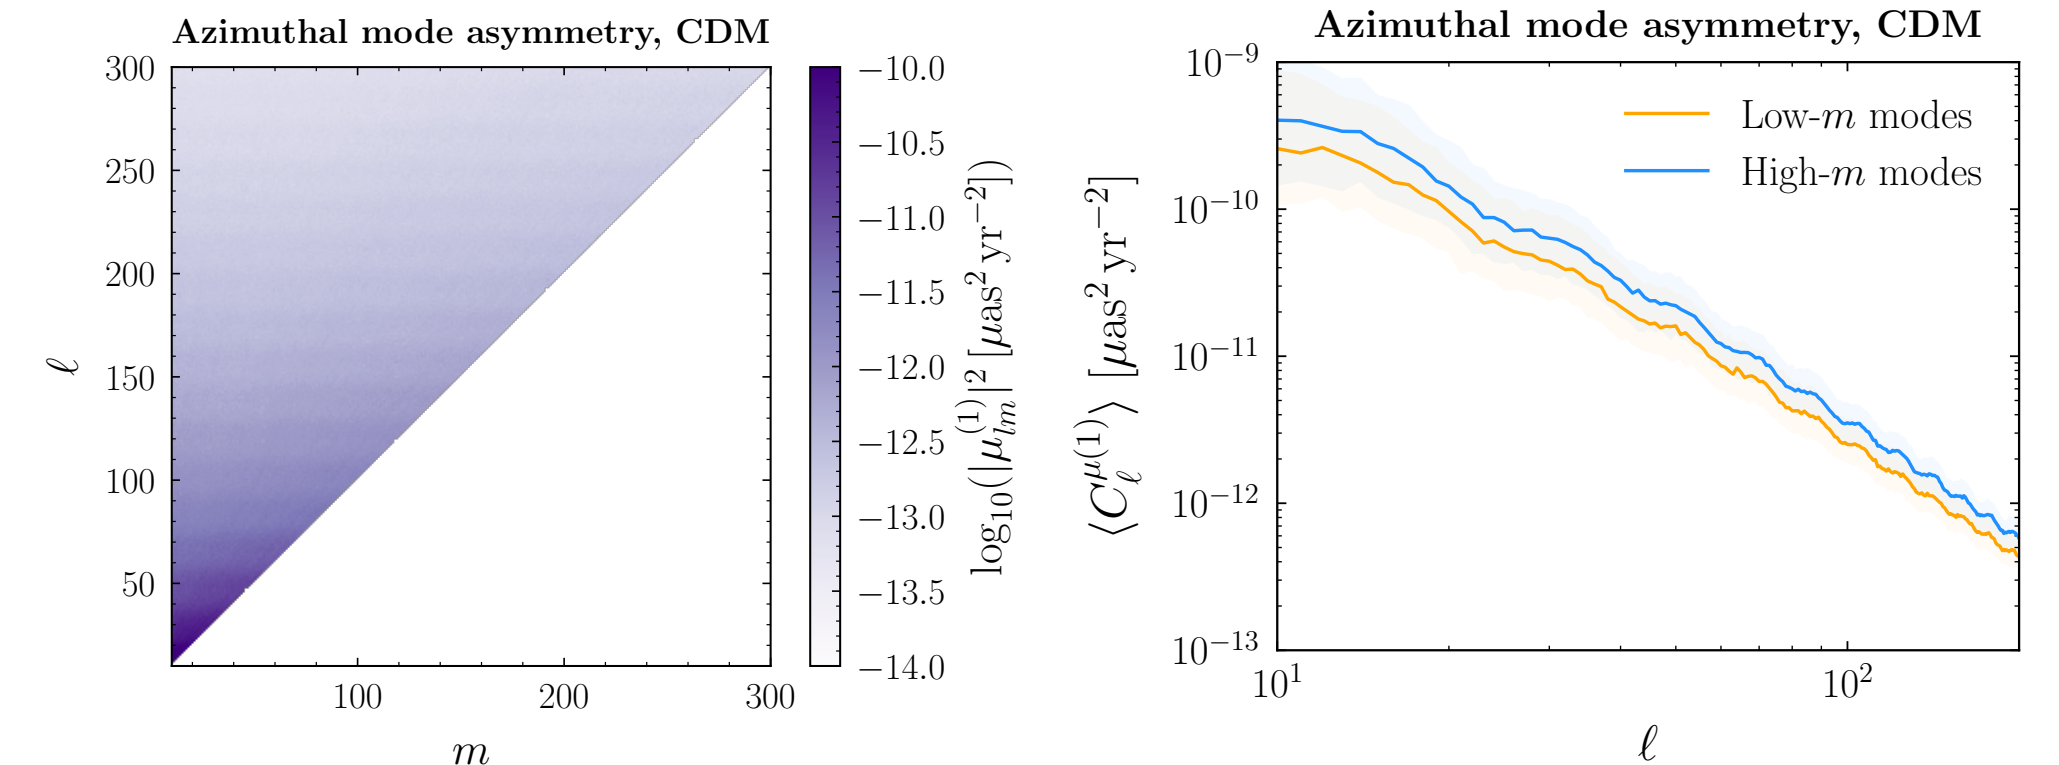 Azimuthal mode asymmetry, CDM
300
250
200
150
100
50
ℓ
100 200 300
m
−10.0
−10.5
−11.0
−11.5
−12.0
−12.5
−13.0
−13.5
−14.0
log₁₀(|μₗₘ⁽¹⁾|² [μas² yr⁻²])
Azimuthal mode asymmetry, CDM
10⁻⁹
10⁻¹⁰
10⁻¹¹
10⁻¹²
10⁻¹³
⟨C_ℓ^{μ(1)}⟩ [μas² yr⁻²]
Low-m modes
High-m modes
10¹ 10²
ℓ